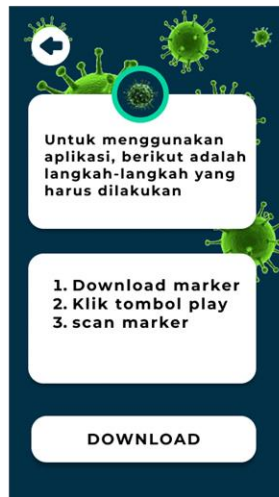 Untuk menggunakan
aplikasi, berikut adalah
langkah-langkah yang
harus dilakukan
1. Download marker
2. Klik tombol play
3. scan marker
DOWNLOAD